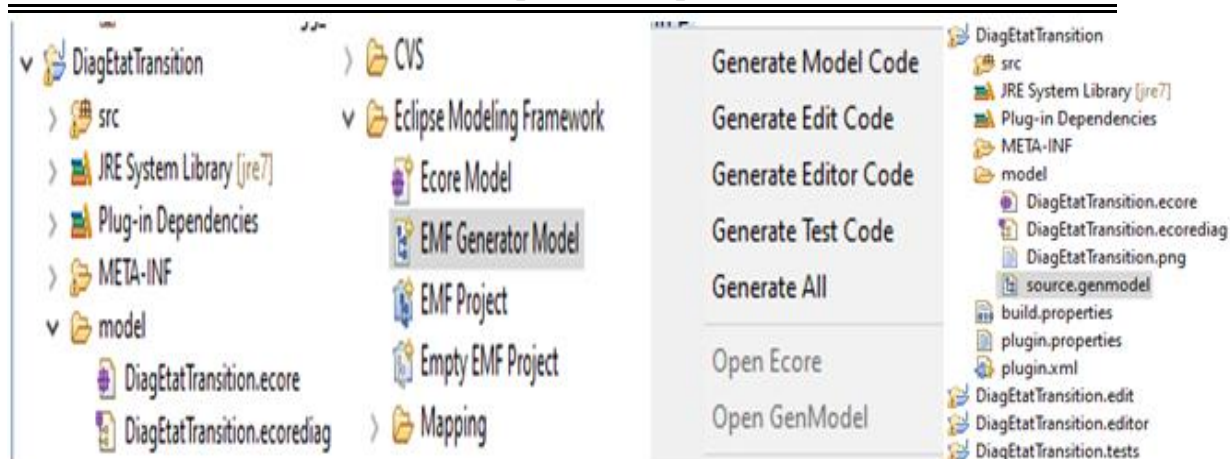 DiagEtatTransition
src
JRE System Library [jre7]
Plug-in Dependencies
META-INF
model
DiagEtatTransition.ecore
DiagEtatTransition.ecorediag
CVS
Eclipse Modeling Framework
Ecore Model
EMF Generator Model
EMF Project
Empty EMF Project
Mapping
Generate Model Code
Generate Edit Code
Generate Editor Code
Generate Test Code
Generate All
Open Ecore
Open GenModel
DiagEtatTransition
src
JRE System Library [jre7]
Plug-in Dependencies
META-INF
model
DiagEtatTransition.ecore
DiagEtatTransition.ecorediag
DiagEtatTransition.png
source.genmodel
build.properties
plugin.properties
plugin.xml
DiagEtatTransition.edit
DiagEtatTransition.editor
DiagEtatTransition.tests